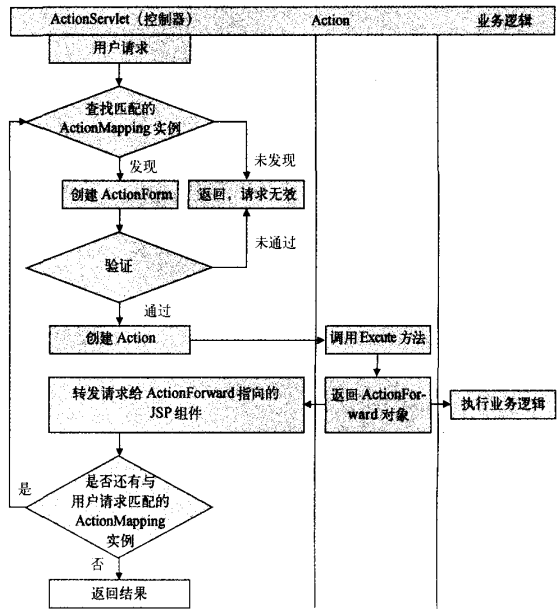 ActionServlet（控制器）
Action
业务逻辑
用户请求
查找匹配的
ActionMapping 实例
发现
未发现
创建 ActionForm
返回，请求无效
验证
未通过
通过
创建 Action
调用 Excute 方法
转发请求给 ActionForward 指向的
JSP 组件
返回 ActionFor-
ward 对象
执行业务逻辑
是
是否还有与
用户请求匹配的
ActionMapping
实例
否
返回结果